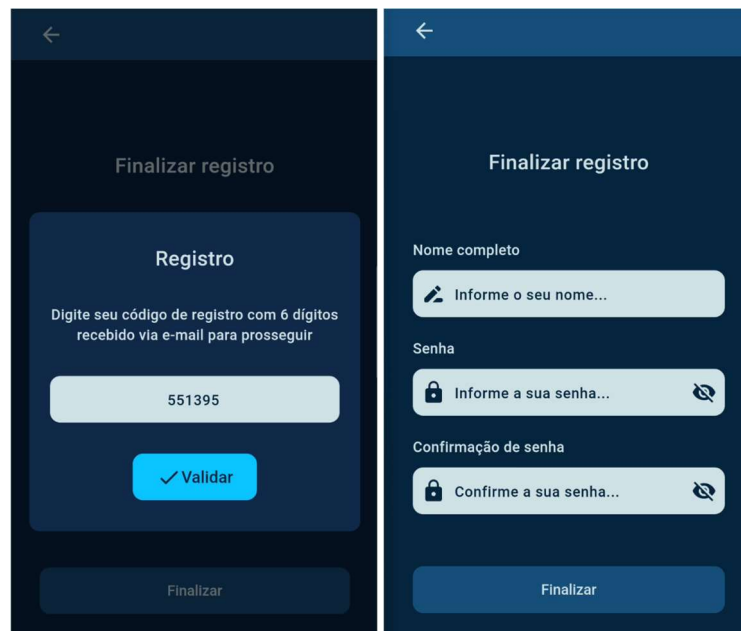 Finalizar registro
Registro
Digite seu código de registro com 6 dígitos
recebido via e-mail para prosseguir
551395
Validar
Finalizar
Finalizar registro
Nome completo
Informe o seu nome...
Senha
Informe a sua senha...
Confirmação de senha
Confirme a sua senha...
Finalizar